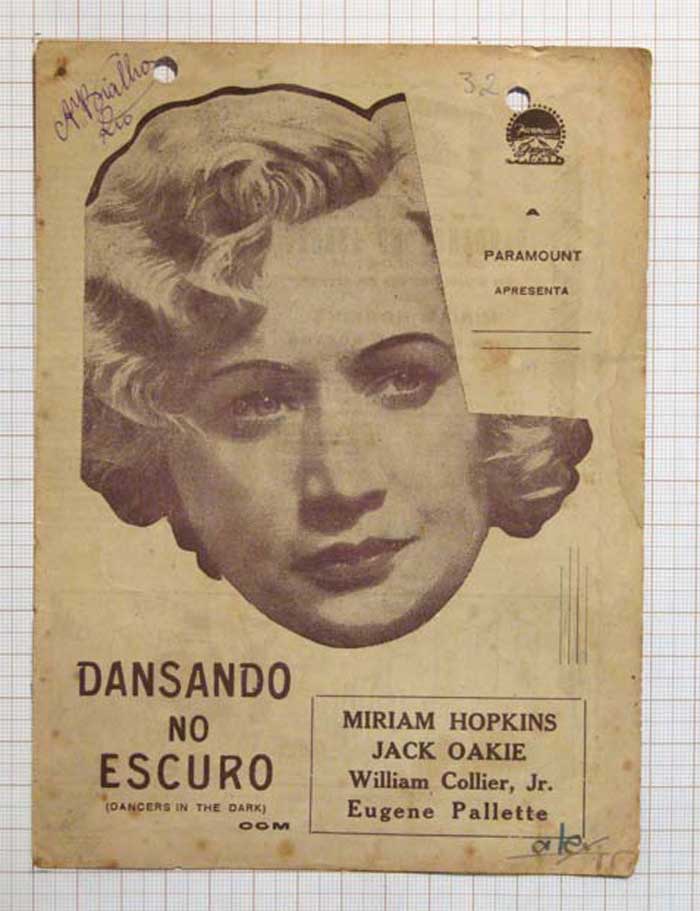 32
Paramount
A
PARAMOUNT
APRESENTA
DANSANDO
NO
ESCURO
(DANCERS IN THE DARK)
COM
MIRIAM HOPKINS
JACK OAKIE
William Collier, Jr.
Eugene Pallette